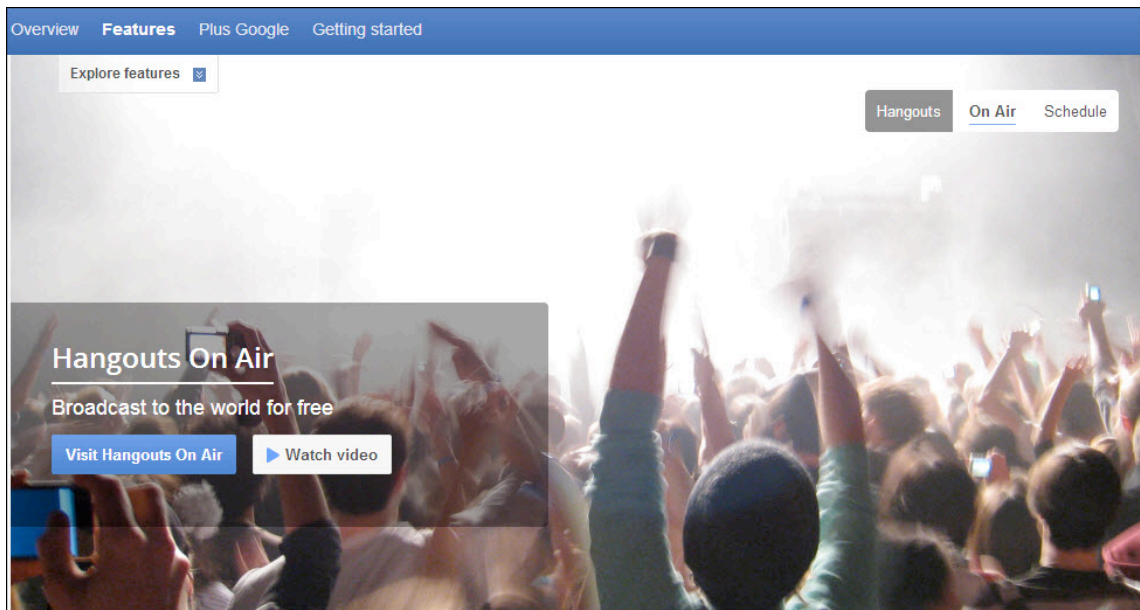 Overview Features Plus Google Getting started
Explore features
Hangouts On Air Schedule
Hangouts On Air
Broadcast to the world for free
Visit Hangouts On Air Watch video